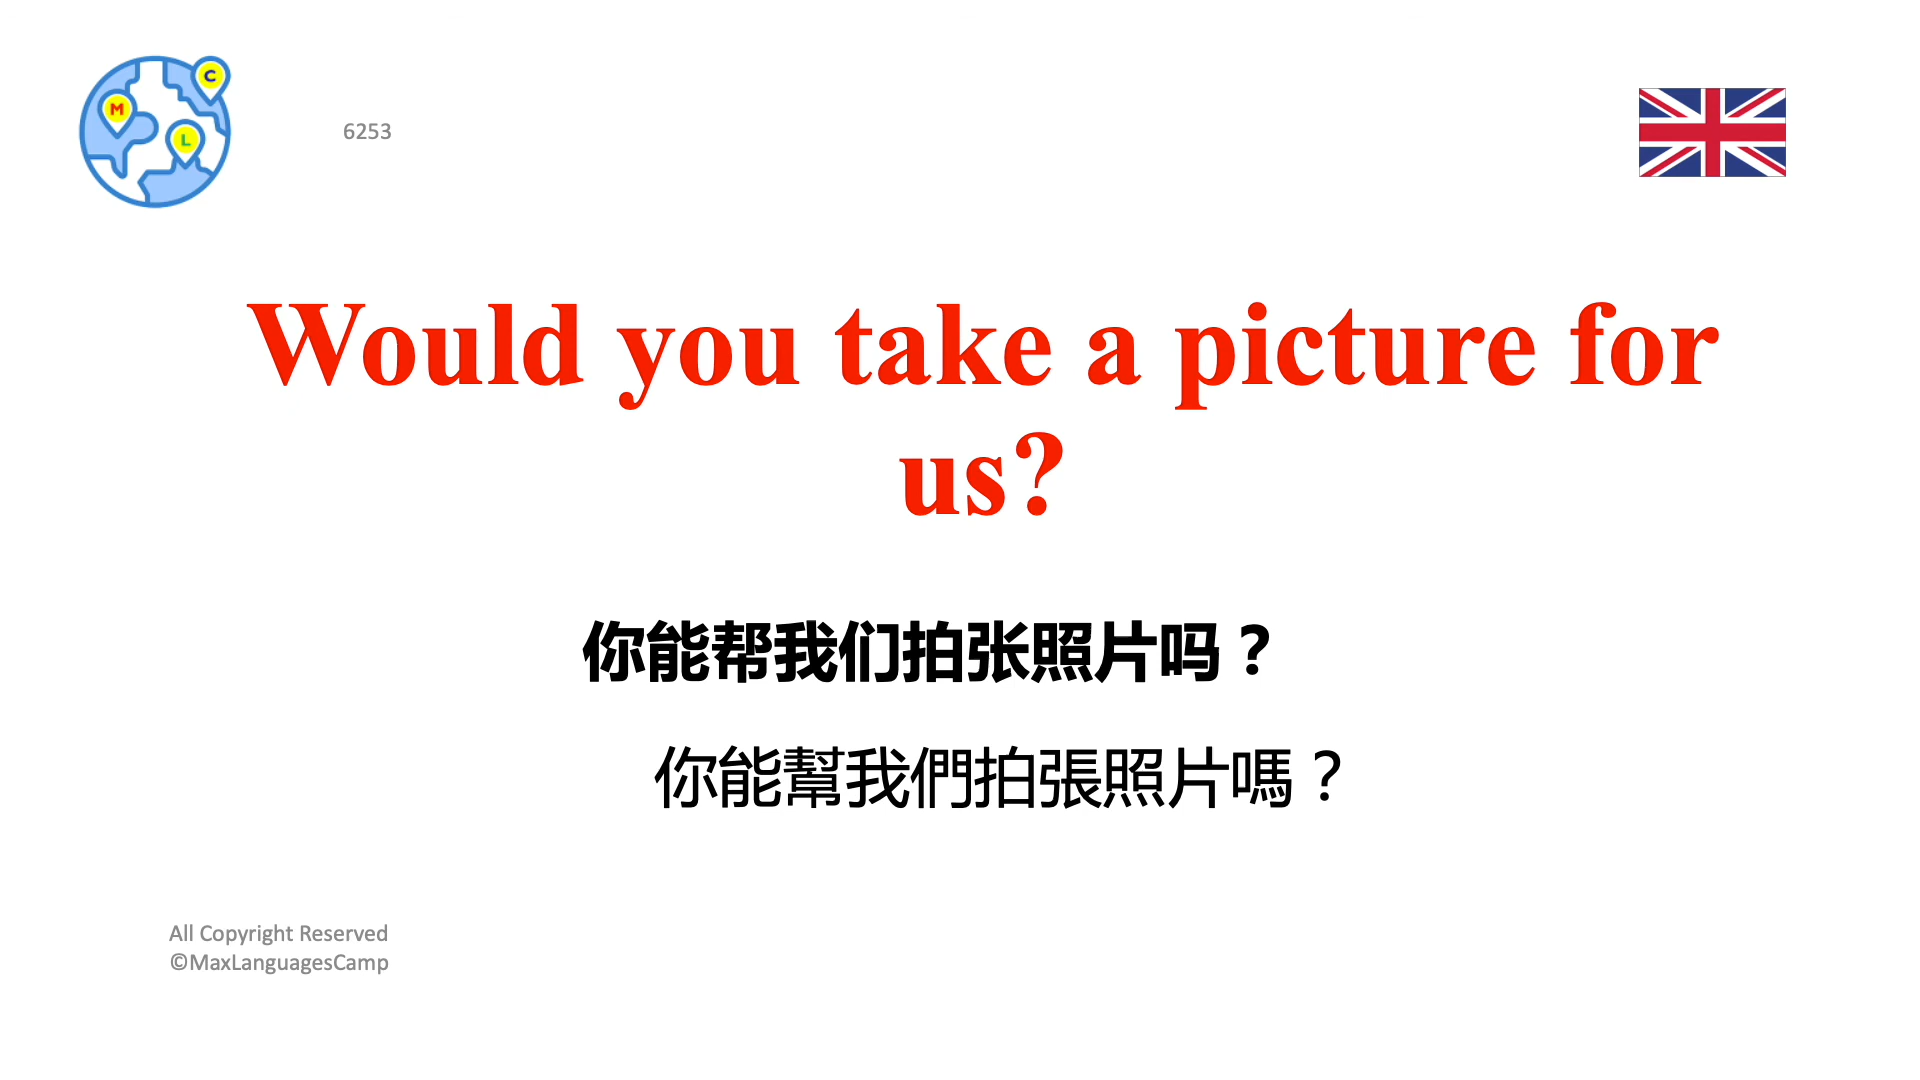 C
M
L
6253
Would you take a picture for
us?
你能帮我们拍张照片吗？
你能幫我們拍張照片嗎？
All Copyright Reserved
©MaxLanguagesCamp